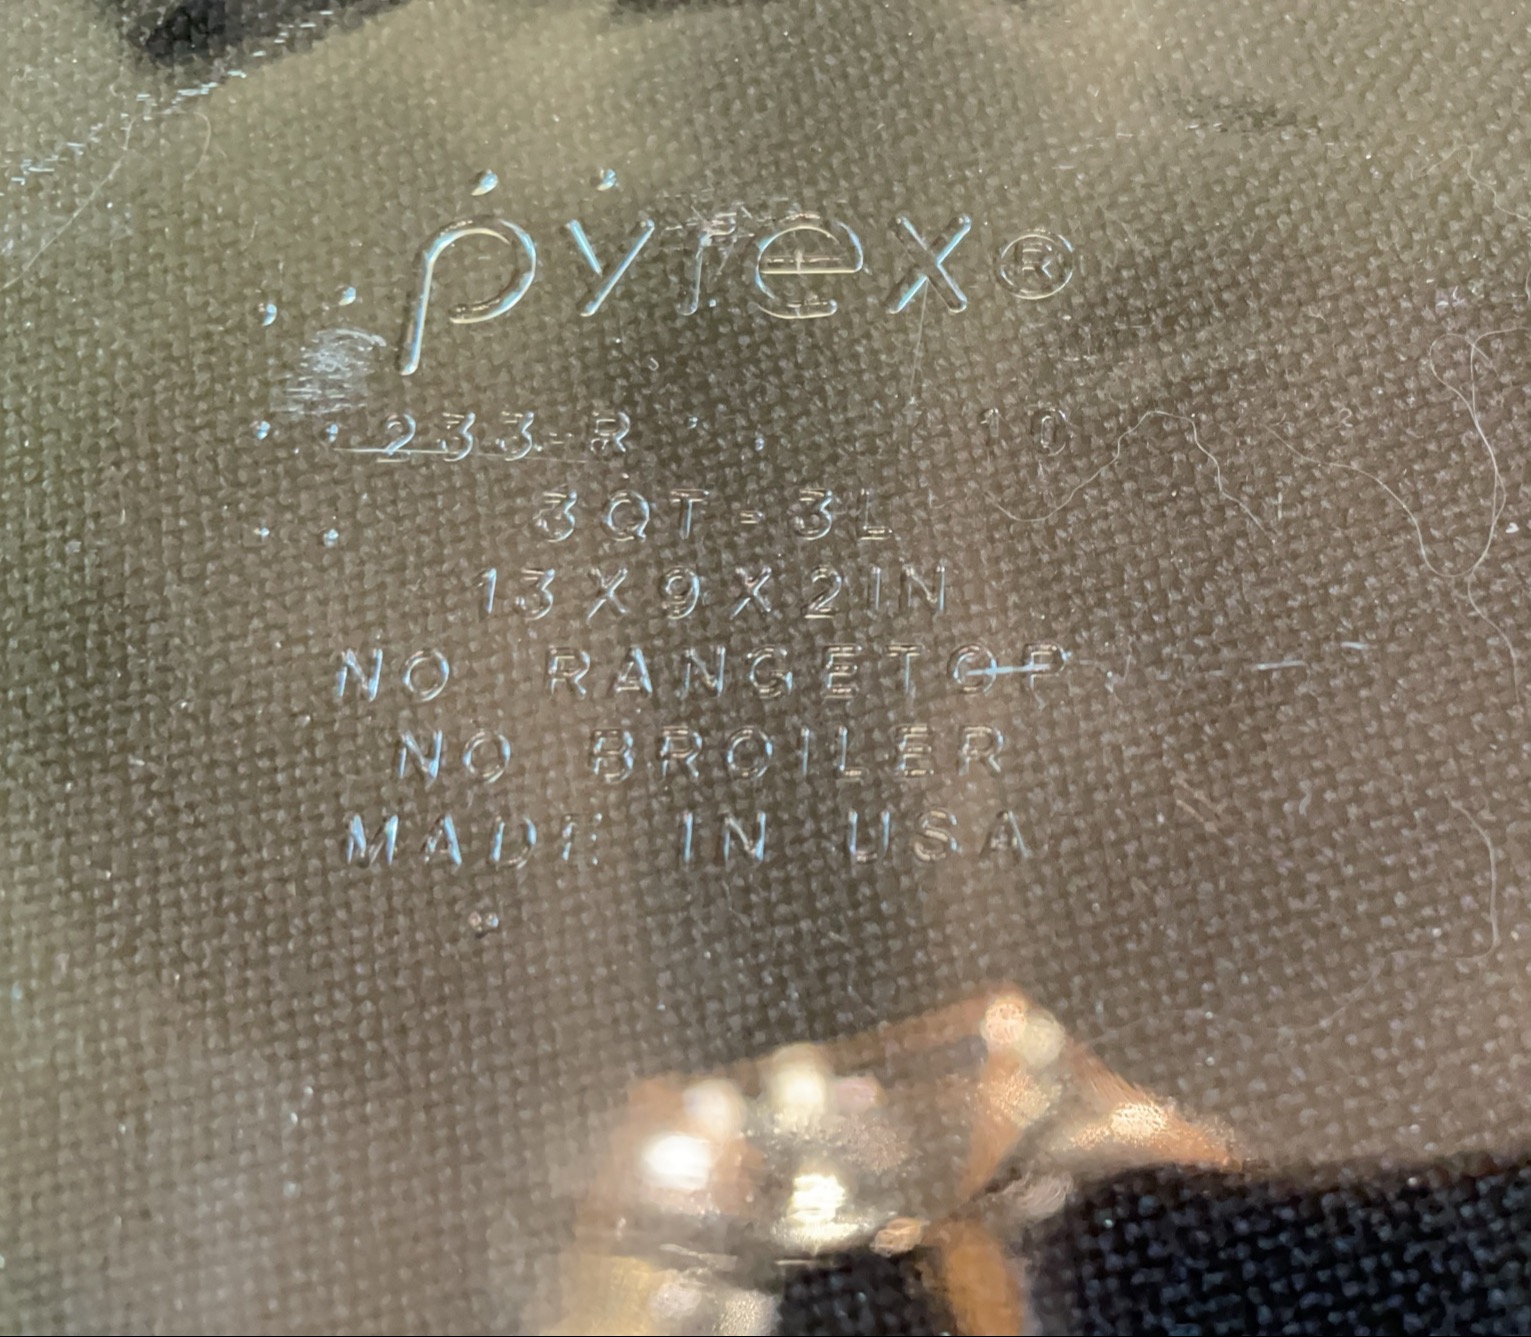 pyrex®
233-R 10
3QT-3L
13X9X2IN
NO RANGETOP
NO BROILER
MADE IN USA